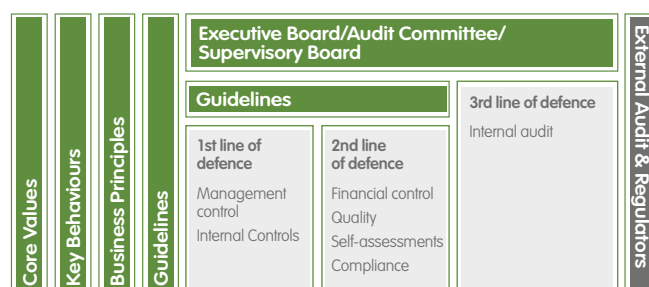 Core Values
Key Behaviours
Business Principles
Guidelines
Executive Board/Audit Committee/
Supervisory Board
Guidelines
1st line of
defence
Management
control
Internal Controls
2nd line
of defence
Financial control
Quality
Self-assessments
Compliance
3rd line of defence
Internal audit
External Audit & Regulators